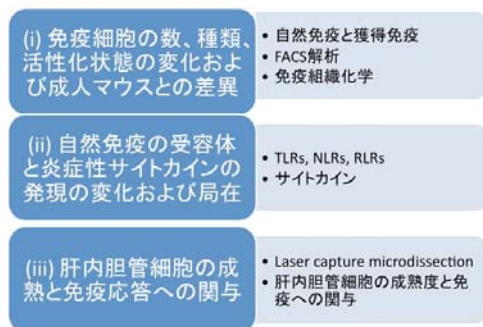 (i) 免疫細胞の数、種類、
活性化状態の変化およ
び成人マウスとの差異
• 自然免疫と獲得免疫
• FACS解析
• 免疫組織化学
(ii) 自然免疫の受容体
と炎症性サイトカインの
発現の変化および局在
• TLRs, NLRs, RLRs
• サイトカイン
(iii) 肝内胆管細胞の成
熟と免疫応答への関与
• Laser capture microdissection
• 肝内胆管細胞の成熟度と免
疫への関与